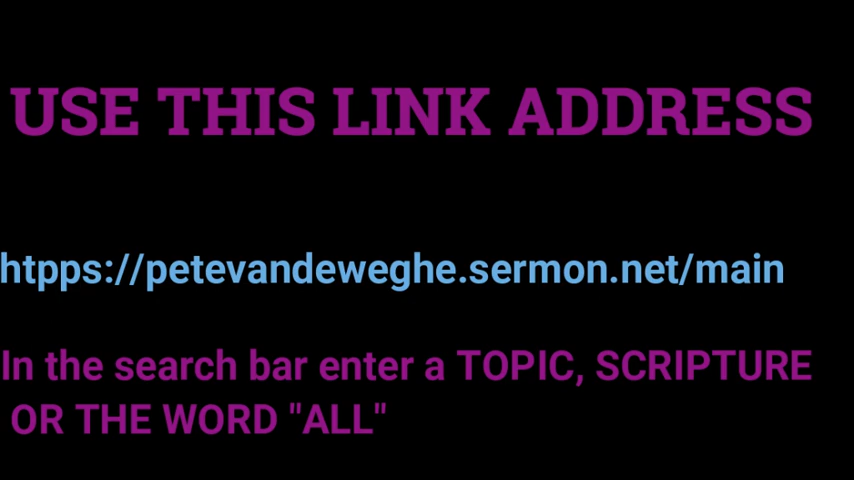 USE THIS LINK ADDRESS
htpps://petevandeweghe.sermon.net/main
In the search bar enter a TOPIC, SCRIPTURE
OR THE WORD "ALL"